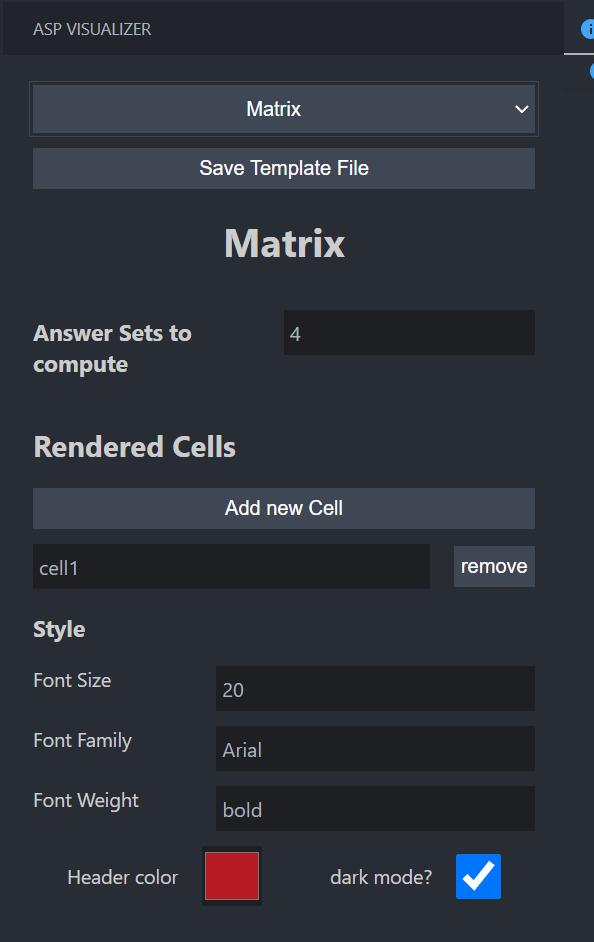 ASP VISUALIZER
Matrix
Save Template File
Matrix
Answer Sets to
compute
4
Rendered Cells
Add new Cell
cell1
remove
Style
Font Size
20
Font Family
Arial
Font Weight
bold
Header color
dark mode?